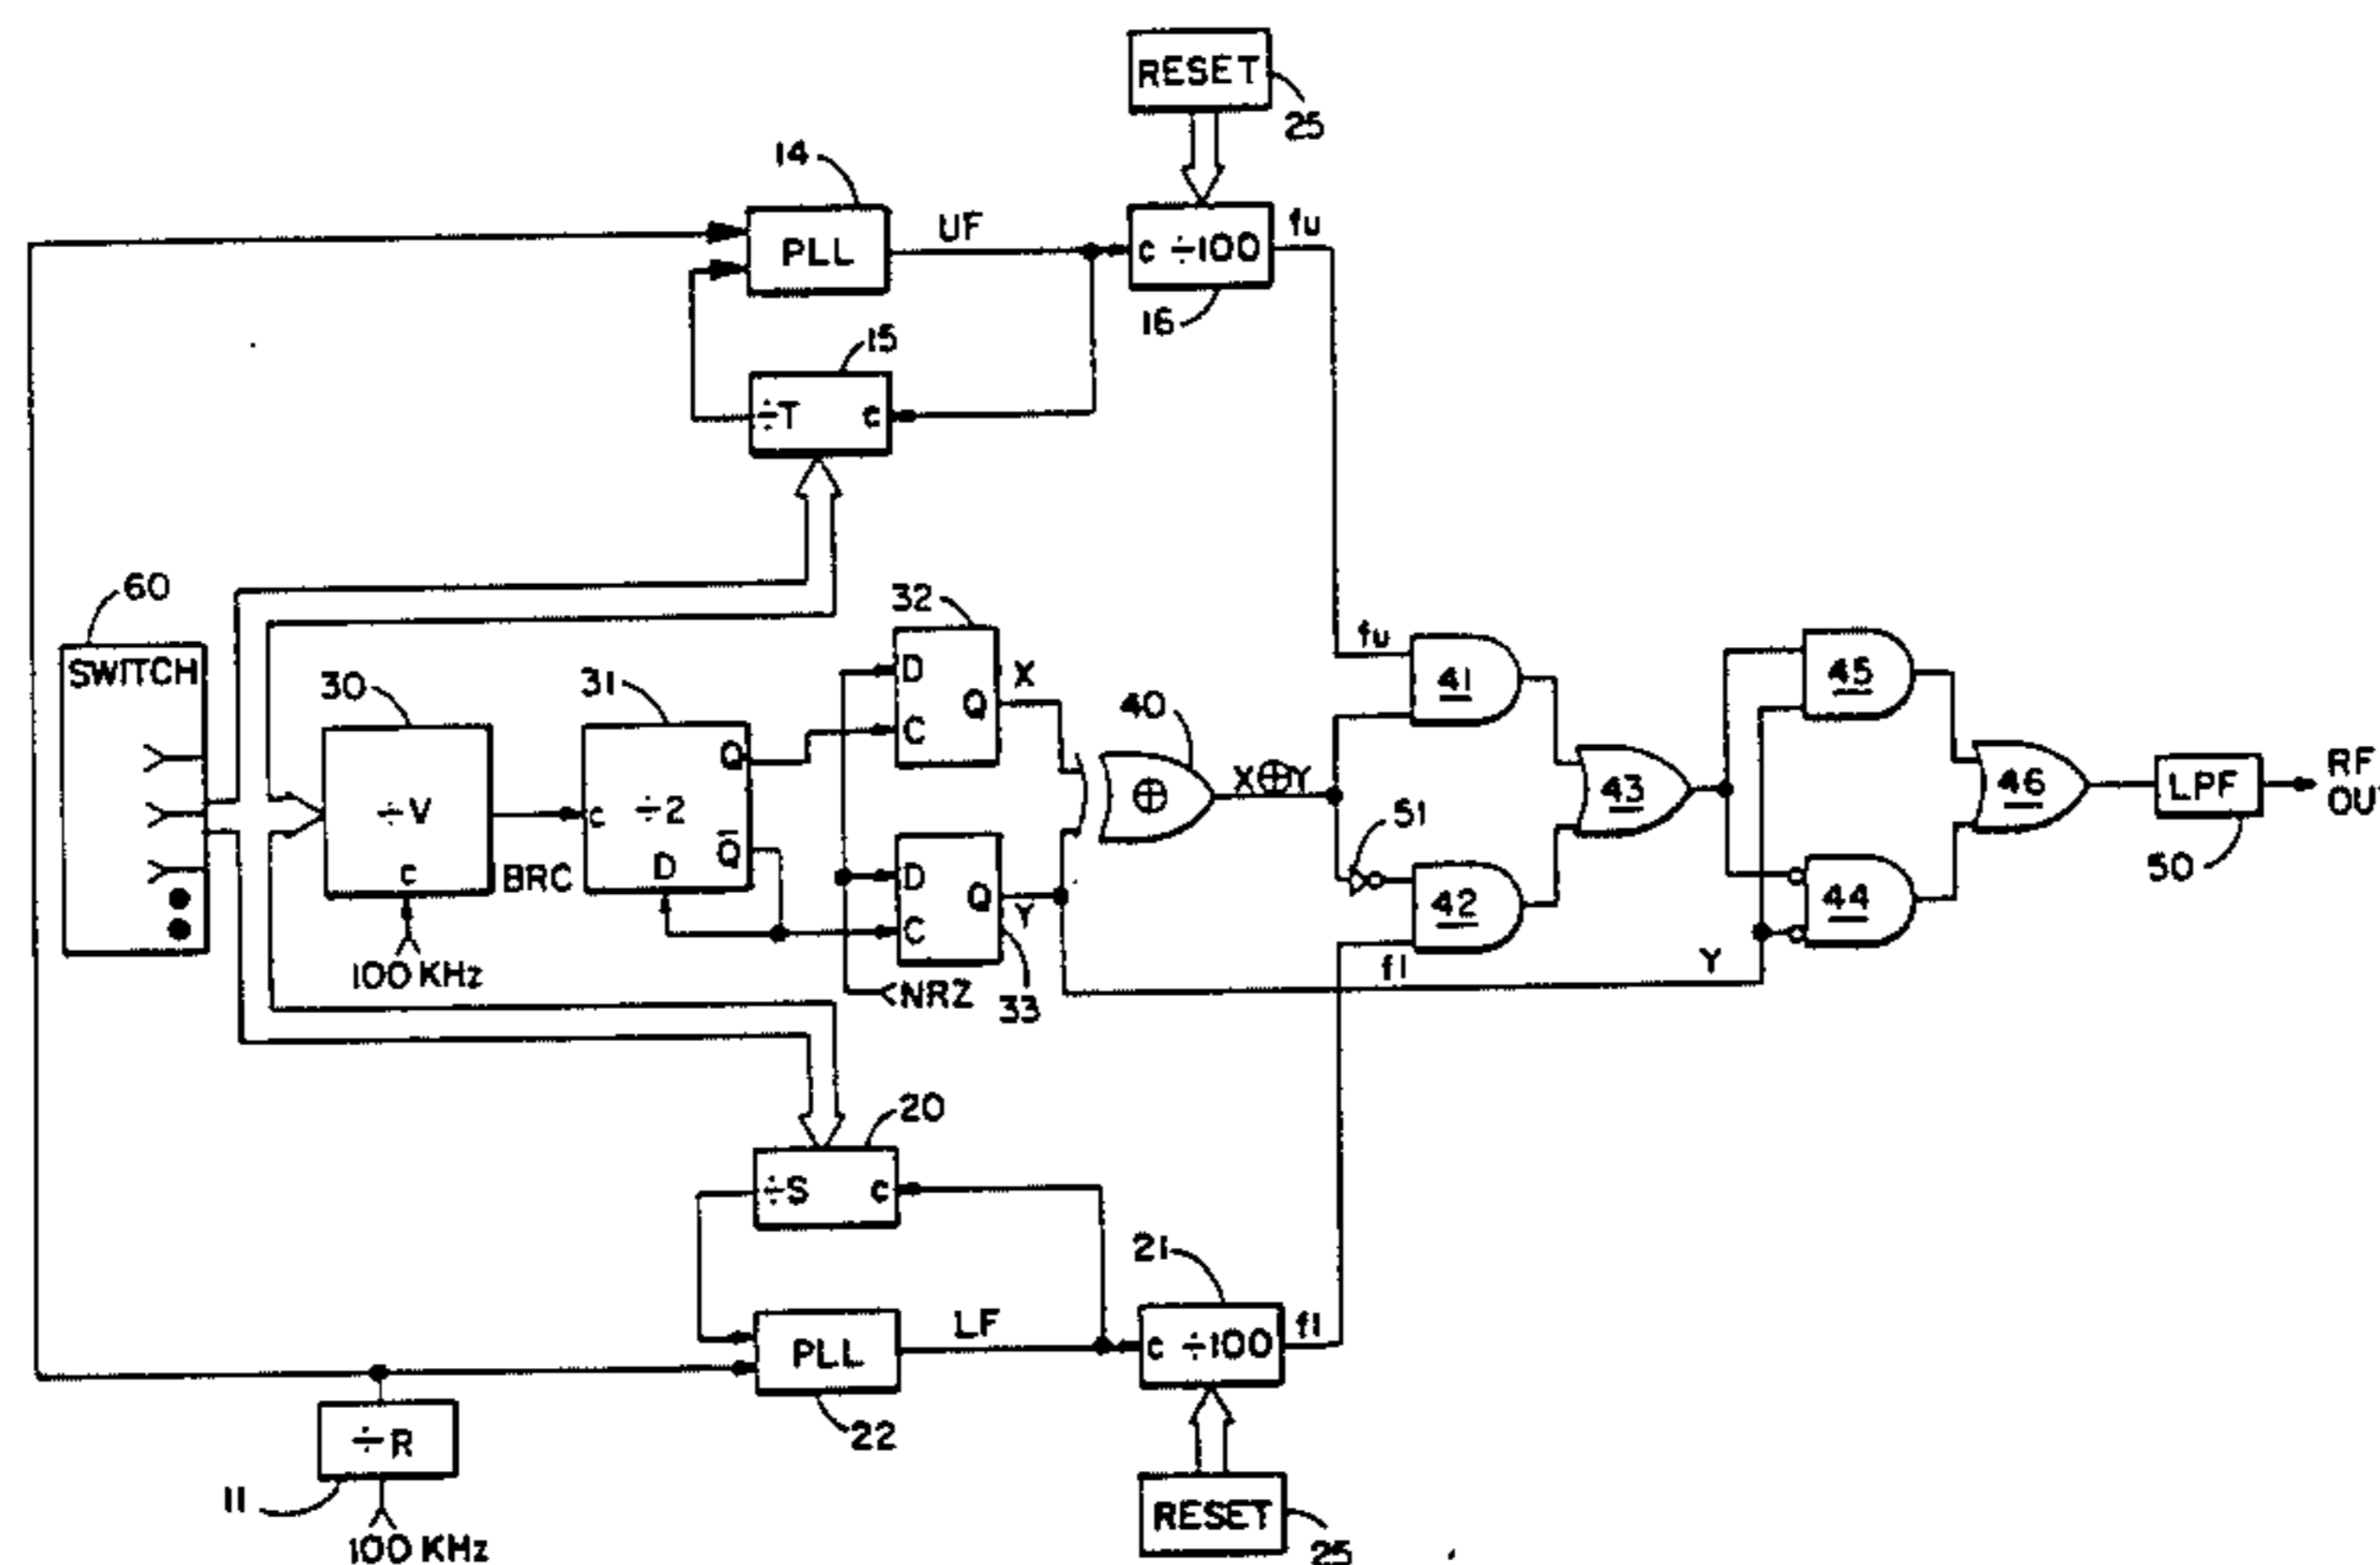 RESET
25
14
PLL
UF
c ÷100
fu
16
15
÷T c
60
SWITCH
30
÷V
c
BRC
100 KHz
31
Q
c ÷2
D Q̅
32
D
Q
C
X
D
Q
C
Y
NRZ
33
40
⊕
X⊕Y
fu
41
51
42
fl
43
45
44
Y
46
LPF
50
RF
OU
20
÷S c
21
PLL
LF
c ÷100
fl
22
÷R
11
100 KHz
RESET
25